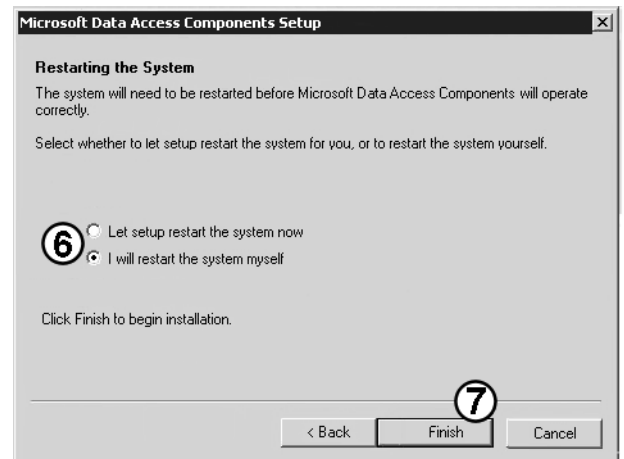 Microsoft Data Access Components Setup
Restarting the System
The system will need to be restarted before Microsoft Data Access Components will operate
correctly.
Select whether to let setup restart the system for you, or to restart the system yourself.
6
Let setup restart the system now
I will restart the system myself
Click Finish to begin installation.
7
< Back Finish Cancel